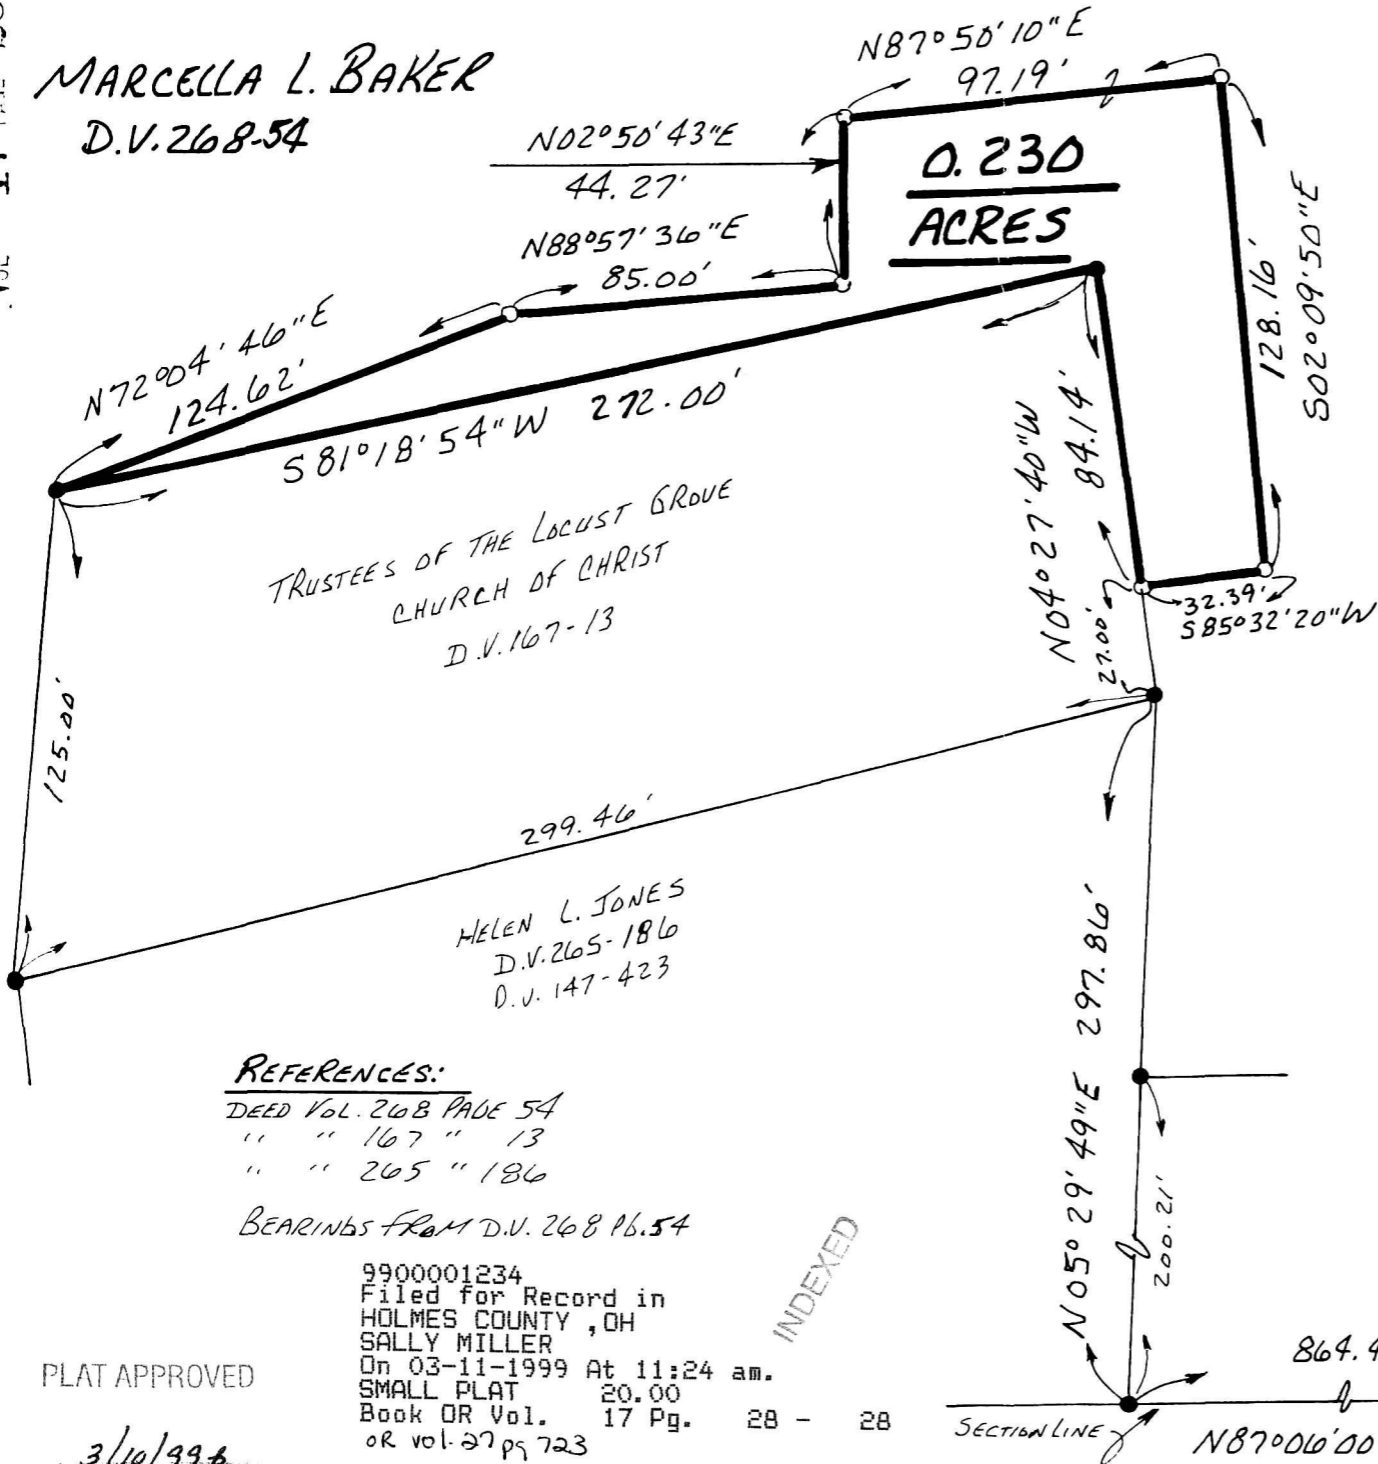 MARCELLA L. BAKER
D.V. 268-54
N87°50'10"E
97.19'
N02°50'43"E
44.27'
0.230
ACRES
N88°57'36"E
85.00'
128.16'
S02°09'50"E
N72°04'46"E
124.62'
S81°18'54"W 272.00'
N04°27'40"W
84.14'
27.00'
32.39'
S85°32'20"W
TRUSTEES OF THE LOCUST GROVE
CHURCH OF CHRIST
D.V. 167-13
125.00'
299.46'
HELEN L. JONES
D.V. 265-186
D.V. 147-423
N05°29'49"E 297.86'
200.21'
REFERENCES:
DEED VOL. 268 PAGE 54
" " 167 " 13
" " 265 " 186
BEARINGS FROM D.V. 268 PG. 54
INDEXED
9900001234
Filed for Record in
HOLMES COUNTY ,OH
SALLY MILLER
On 03-11-1999 At 11:24 am.
SMALL PLAT 20.00
Book OR Vol. 17 Pg. 28 - 28
OR vol. 27 pg 723
PLAT APPROVED
3/10/99
864.4
SECTION LINE
N87°06'00